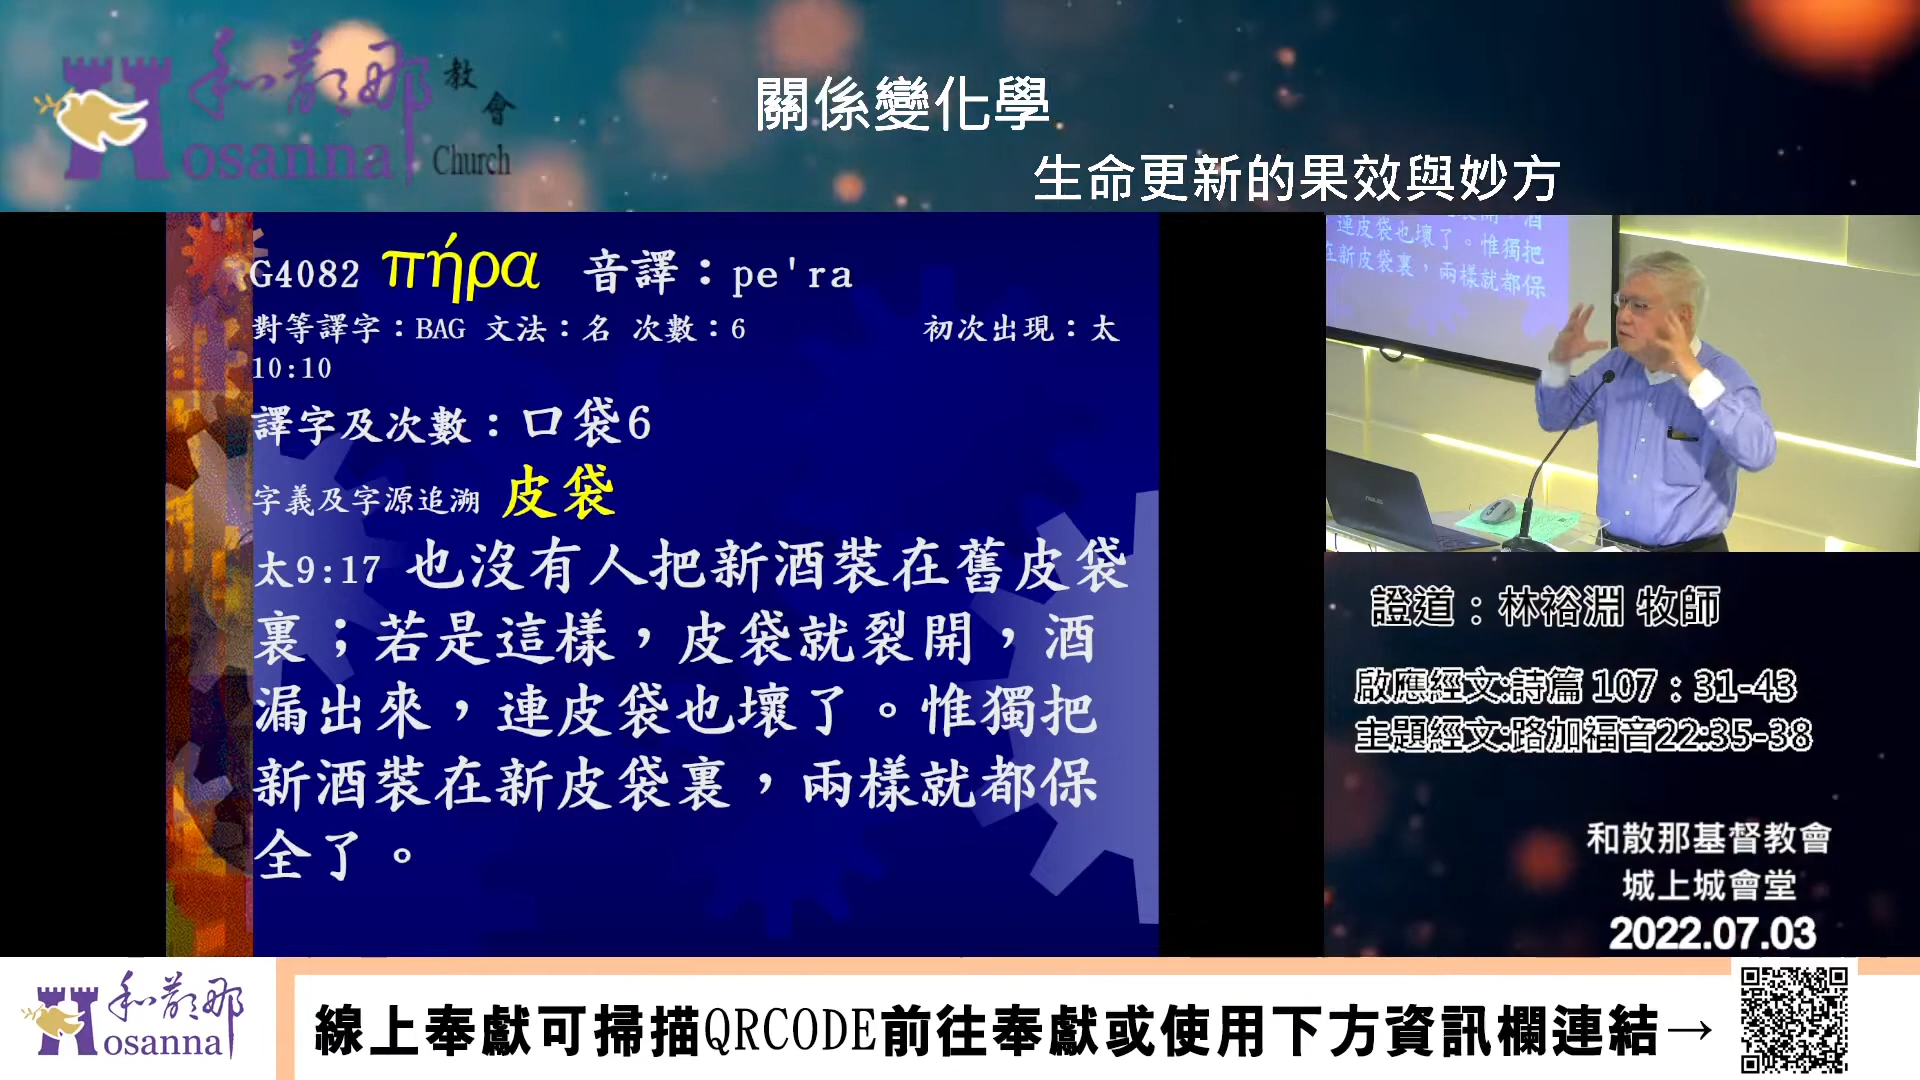 和散那教會
Hosanna Church
關係變化學
生命更新的果效與妙方
G4082 πήρα 音譯：pe'ra
對等譯字：BAG 文法：名 次數：6 初次出現：太
10:10
譯字及次數：口袋6
字義及字源追溯 皮袋
太9:17 也沒有人把新酒裝在舊皮袋
裏；若是這樣，皮袋就裂開，酒
漏出來，連皮袋也壞了。惟獨把
新酒裝在新皮袋裏，兩樣就都保
全了。
連皮袋也壞了。惟獨把
在新皮袋裏，兩樣就都保
ASUS
證道：林裕淵 牧師
啟應經文:詩篇 107：31-43
主題經文:路加福音22:35-38
和散那基督教會
城上城會堂
2022.07.03
和散那
Hosanna
線上奉獻可掃描QRCODE前往奉獻或使用下方資訊欄連結→